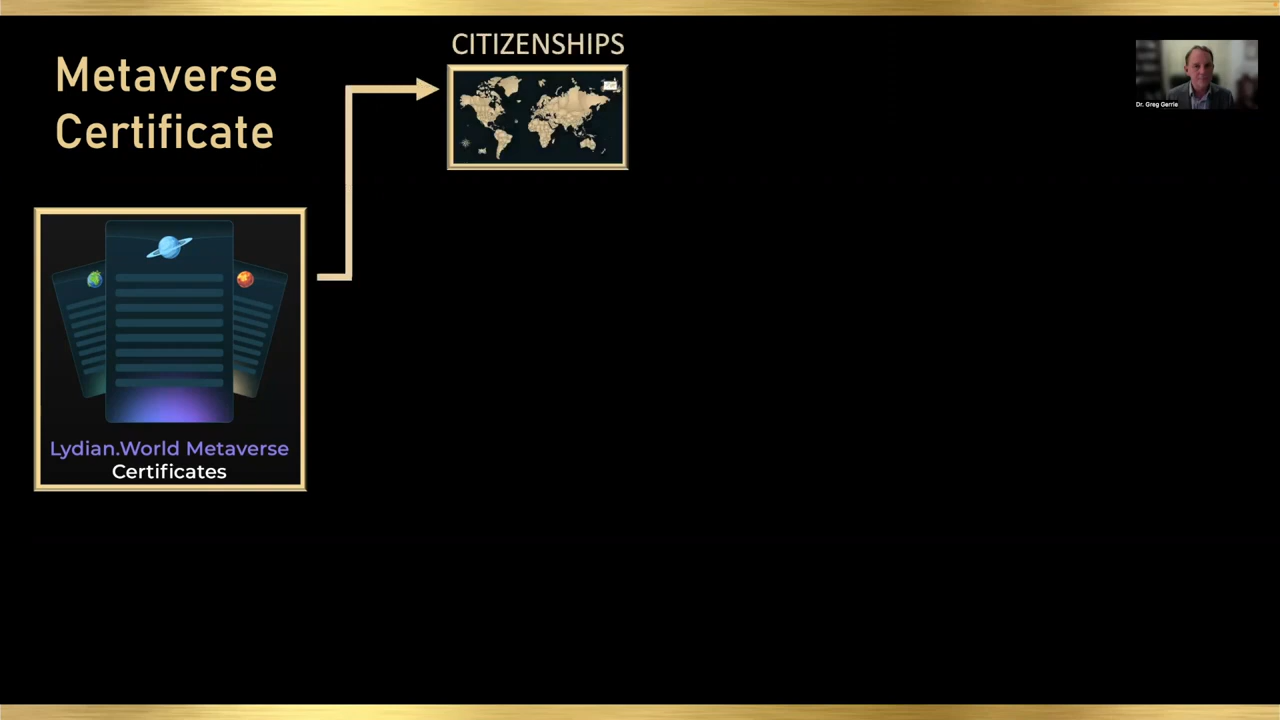 Metaverse
Certificate
CITIZENSHIPS
Dr. Greg Gerrie
Lydian.World Metaverse
Certificates